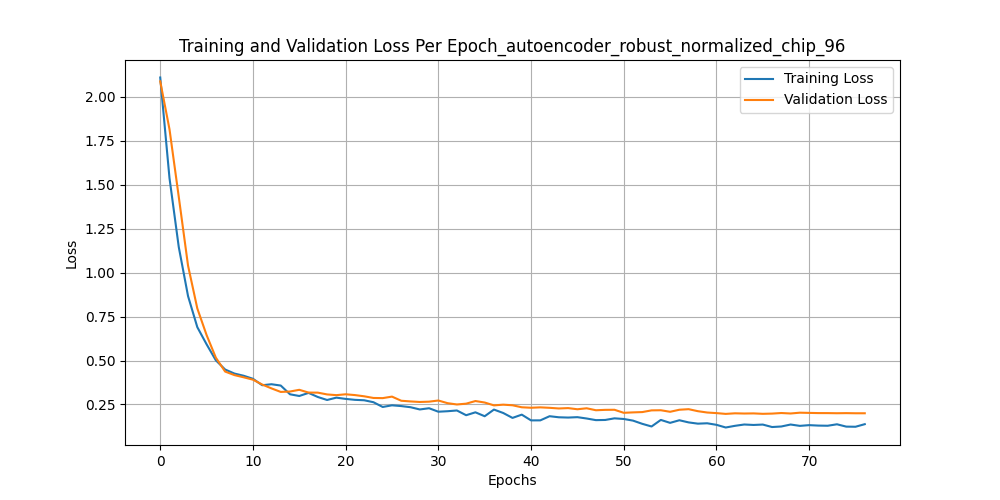 Training and Validation Loss Per Epoch_autoencoder_robust_normalized_chip_96
Training Loss
Validation Loss
2.00
1.75
1.50
1.25
1.00
0.75
0.50
0.25
Loss
0 10 20 30 40 50 60 70
Epochs